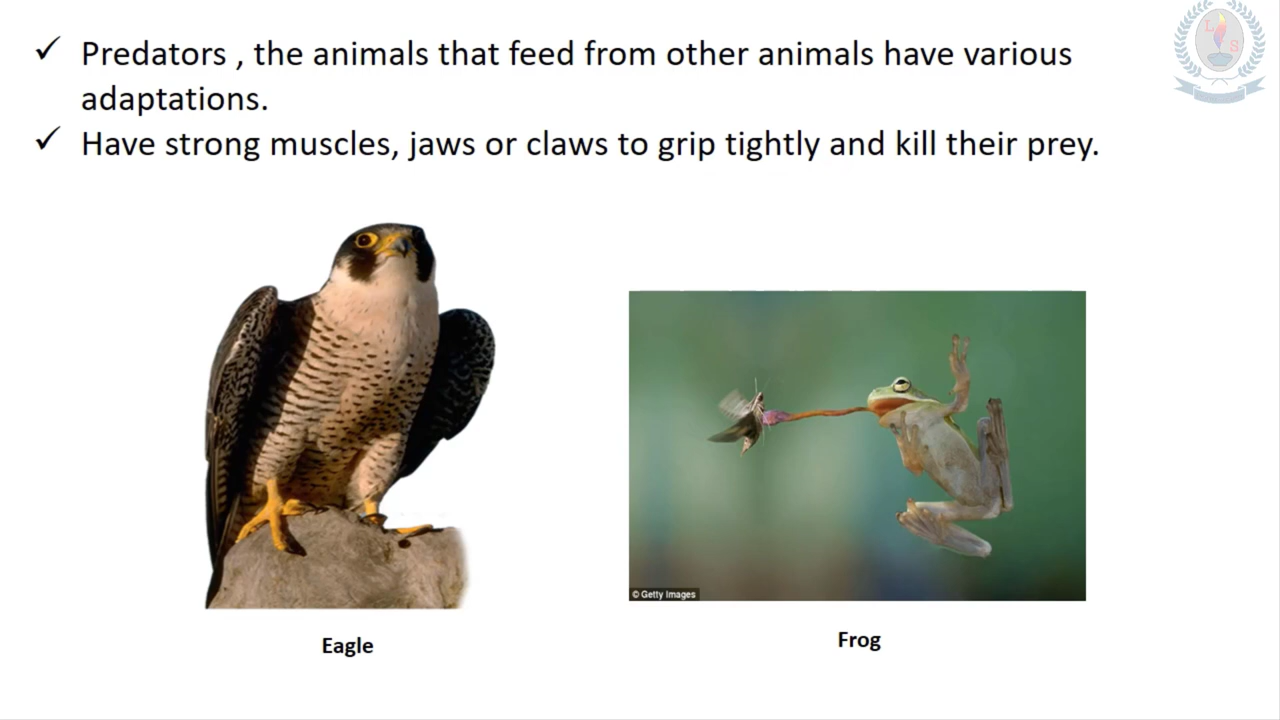 ✓ Predators , the animals that feed from other animals have various
adaptations.
✓ Have strong muscles, jaws or claws to grip tightly and kill their prey.
L
S
© Getty Images
Eagle
Frog